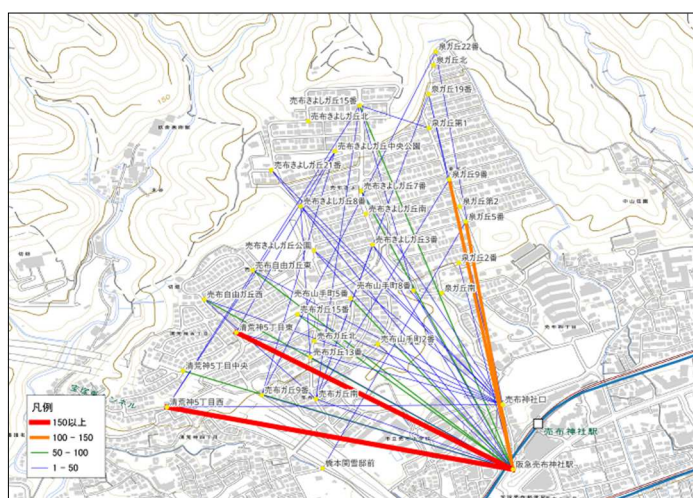 泉ガ丘22番
泉ガ丘北
150
泉ガ丘19番
売布きよしガ丘15番
売布きよしガ丘北
泉ガ丘第1
売布きよしガ丘中央公園
売布きよしガ丘21番
泉ガ丘9番
売布きよしガ丘7番
売布きよしガ丘8番
売布きよしガ丘南
泉ガ丘第2
泉ガ丘5番
売布きよしガ丘公園
売布きよしガ丘3番
売布自由ガ丘東
泉ガ丘2番
売布自由ガ丘西
売布山手町5番
売布山手町8番
泉ガ丘南
売布ガ丘15番
清荒神5丁目東
売布ガ丘北
売布山手町2番
売布ガ丘13番
清荒神5丁目中央
売布ガ丘9番
売布ガ丘南
売布神社口
清荒神5丁目西
売布神社駅
橋本関雪邸前
阪急売布神社駅
凡例
150以上
100 - 150
50 - 100
1 - 50